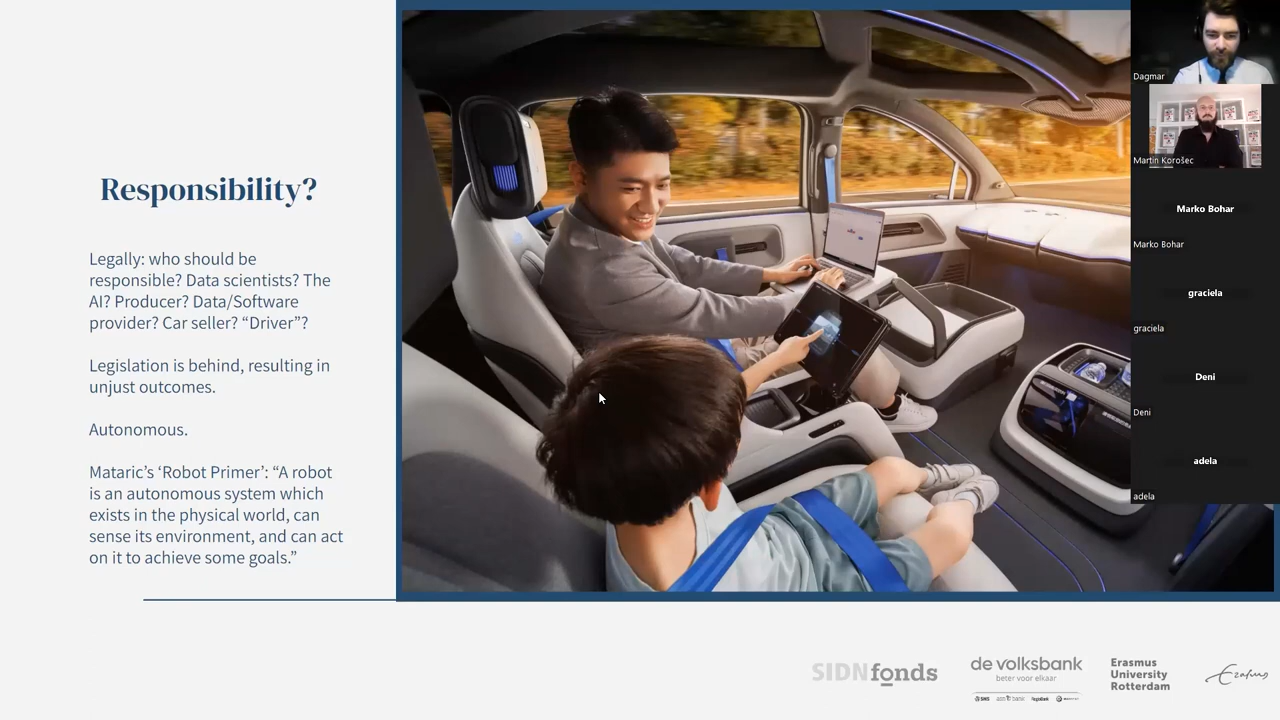 Responsibility?
Legally: who should be
responsible? Data scientists? The
AI? Producer? Data/Software
provider? Car seller? “Driver”?
Legislation is behind, resulting in
unjust outcomes.
Autonomous.
Mataric’s ‘Robot Primer’: “A robot
is an autonomous system which
exists in the physical world, can
sense its environment, and can act
on it to achieve some goals.”
Dagmar
Martin Korošec
Marko Bohar
Marko Bohar
graciela
graciela
Deni
Deni
adela
adela
SIDN fonds
de volksbank
beter voor elkaar
Erasmus
University
Rotterdam
Erasmus